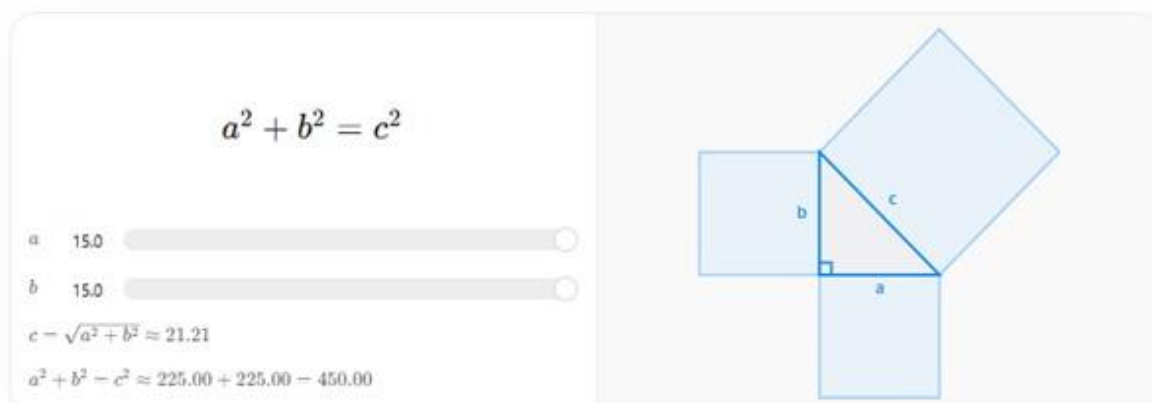 a² + b² = c²
a 15.0
b 15.0
c = √(a² + b²) ≈ 21.21
a² + b² = c² ≈ 225.00 + 225.00 = 450.00
b
c
a